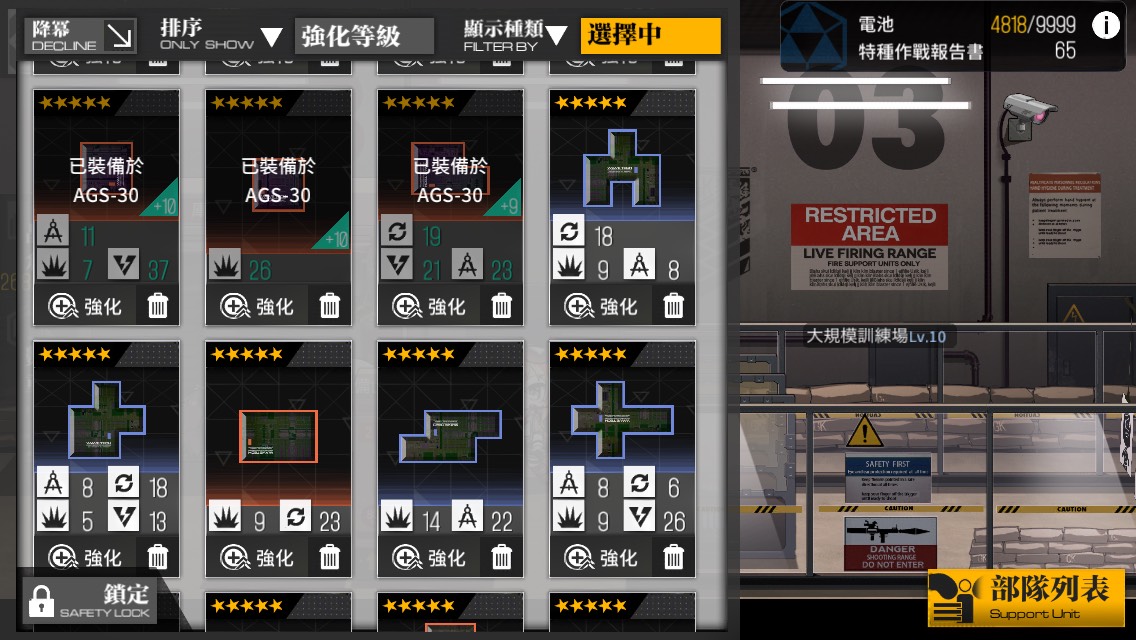 降冪
DECLINE
排序
ONLY SHOW
強化等級
顯示種類
FILTER BY
選擇中
電池
4818/9999
特種作戰報告書
65
已裝備於
AGS-30
+10
11
7
37
強化
已裝備於
AGS-30
+10
26
強化
已裝備於
AGS-30
+9
19
21
23
強化
18
9
8
強化
8
18
5
13
強化
9
23
強化
14
22
強化
8
6
9
26
強化
鎖定
SAFETY LOCK
03
RESTRICTED
AREA
LIVE FIRING RANGE
FIRE SUPPORT UNITS ONLY
大規模訓練場Lv.10
SAFETY FIRST
CAUTION
CAUTION
DANGER
SHOOTING RANGE
DO NOT ENTER
部隊列表
Support Unit